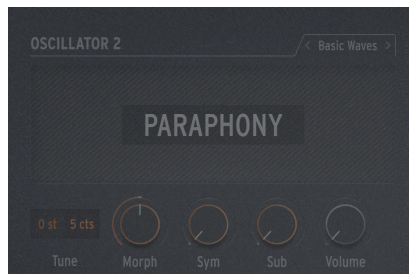 OSCILLATOR 2
< Basic Waves >
PARAPHONY
0 st 5 cts
Tune Morph Sym Sub Volume